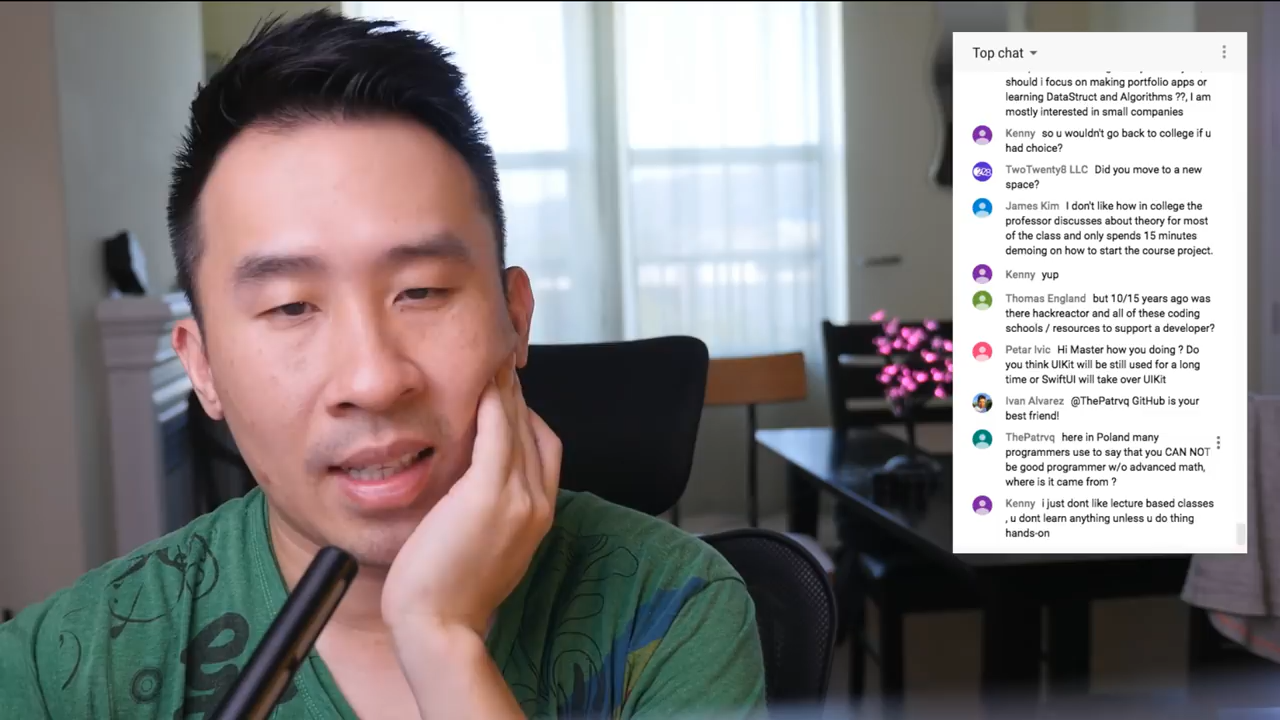 Top chat
should i focus on making portfolio apps or
learning DataStruct and Algorithms ??, I am
mostly interested in small companies
Kenny so u wouldn't go back to college if u
had choice?
TwoTwenty8 LLC Did you move to a new
space?
James Kim I don't like how in college the
professor discusses about theory for most
of the class and only spends 15 minutes
demoing on how to start the course project.
Kenny yup
Thomas England but 10/15 years ago was
there hackreactor and all of these coding
schools / resources to support a developer?
Petar Ivic Hi Master how you doing ? Do
you think UIKit will be still used for a long
time or SwiftUI will take over UIKit
Ivan Alvarez @ThePatrvq GitHub is your
best friend!
ThePatrvq here in Poland many
programmers use to say that you CAN NOT
be good programmer w/o advanced math,
where is it came from ?
Kenny i just dont like lecture based classes
, u dont learn anything unless u do thing
hands-on